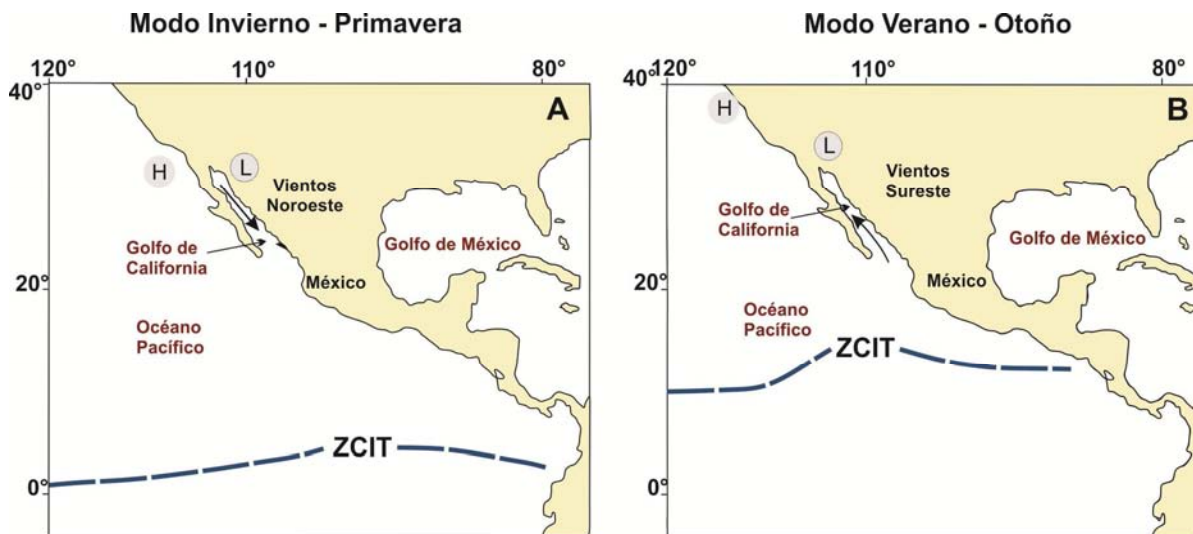 Modo Invierno - Primavera
120°
110°
80°
40°
A
H
L
Vientos
Noroeste
Golfo de
California
Golfo de México
México
20°
Océano
Pacífico
ZCIT
0°
Modo Verano - Otoño
120°
110°
80°
40°
B
H
L
Vientos
Sureste
Golfo de
California
Golfo de México
México
20°
Océano
Pacífico
ZCIT
0°